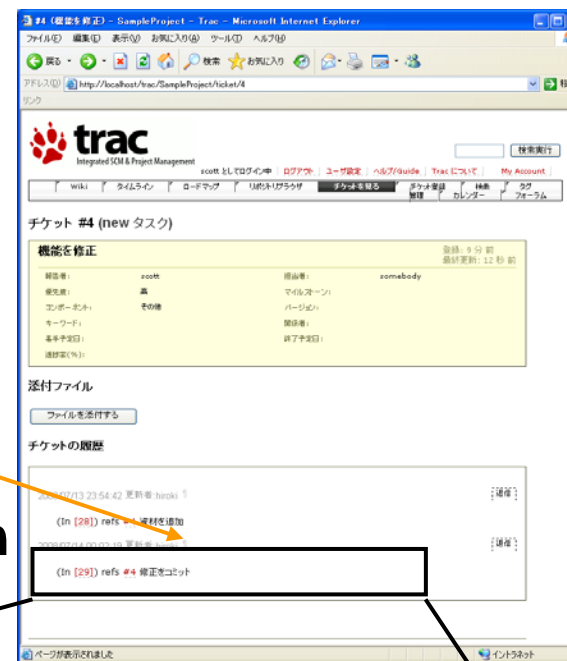 #4 (機能を修正) - SampleProject - Trac - Microsoft Internet Explorer
ファイル(F) 編集(E) 表示(V) お気に入り(A) ツール(T) ヘルプ(H)
戻る 検索 お気に入り
アドレス(D) http://localhost/trac/SampleProject/ticket/4
リンク
trac
Integrated SCM & Project Management
検索実行
scott としてログイン中 ログアウト ユーザ設定 ヘルプ/Guide Trac について My Account
Wiki タイムライン ロードマップ リポジトリブラウザ チケットを見る チケット登録 検索 タグ
管理 カレンダー フォーラム
チケット #4 (new タスク)
機能を修正
登録: 9 分 前
最終更新: 12 秒 前
報告者: scott 担当者: somebody
優先度: 高 マイルストーン:
コンポーネント: その他 バージョン:
キーワード: 関係者:
着手予定日: 終了予定日:
進捗率(%):
添付ファイル
ファイルを添付する
チケットの履歴
07/13 23:54:42 更新者:hiroki 返信
(In [28]) refs を追加
n
返信
(In [29]) refs #4 修正をコミット
ページが表示されました イントラネット